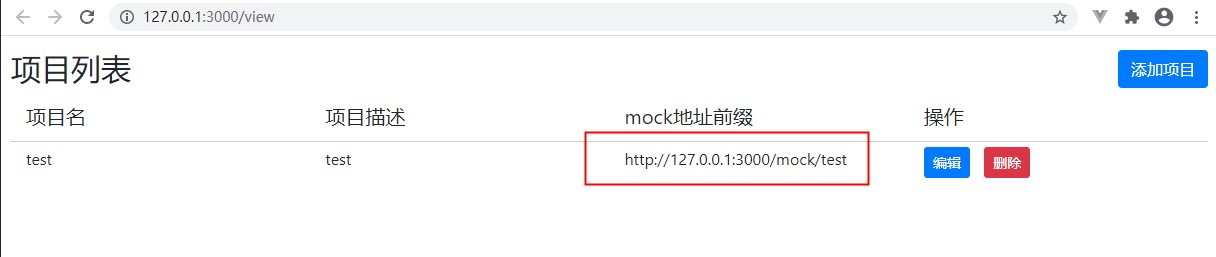 127.0.0.1:3000/view
项目列表 添加项目
项目名 项目描述 mock地址前缀 操作
test test http://127.0.0.1:3000/mock/test 编辑 删除